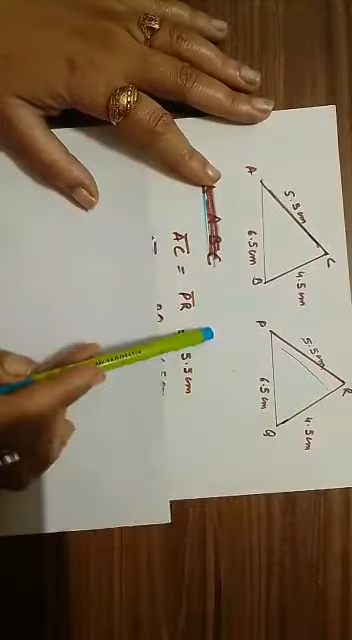 C
R
5.5cm
4.5cm
5.5cm
4.5cm
A
6.5cm
B
P
6.5cm
Q
A B C
AC = PR = 5.5cm